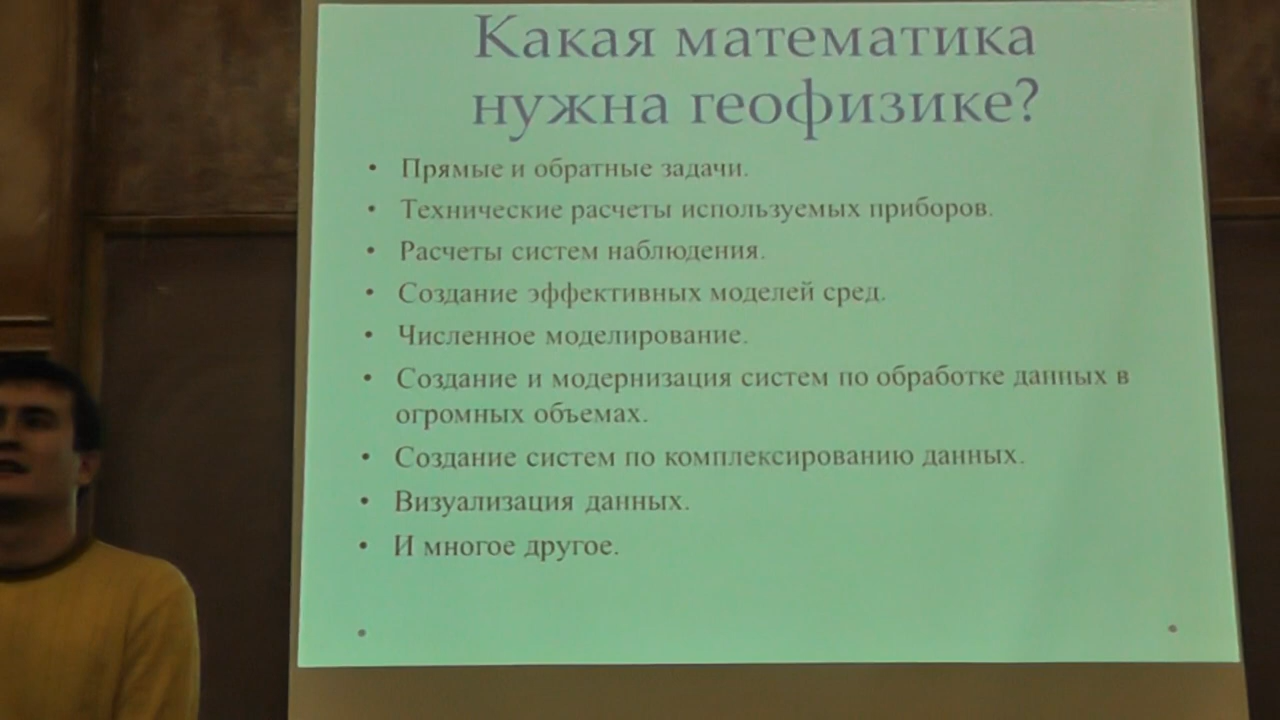 Какая математика
нужна геофизике?
• Прямые и обратные задачи.
• Технические расчеты используемых приборов.
• Расчеты систем наблюдения.
• Создание эффективных моделей сред.
• Численное моделирование.
• Создание и модернизация систем по обработке данных в
огромных объемах.
• Создание систем по комплексированию данных.
• Визуализация данных.
• И многое другое.